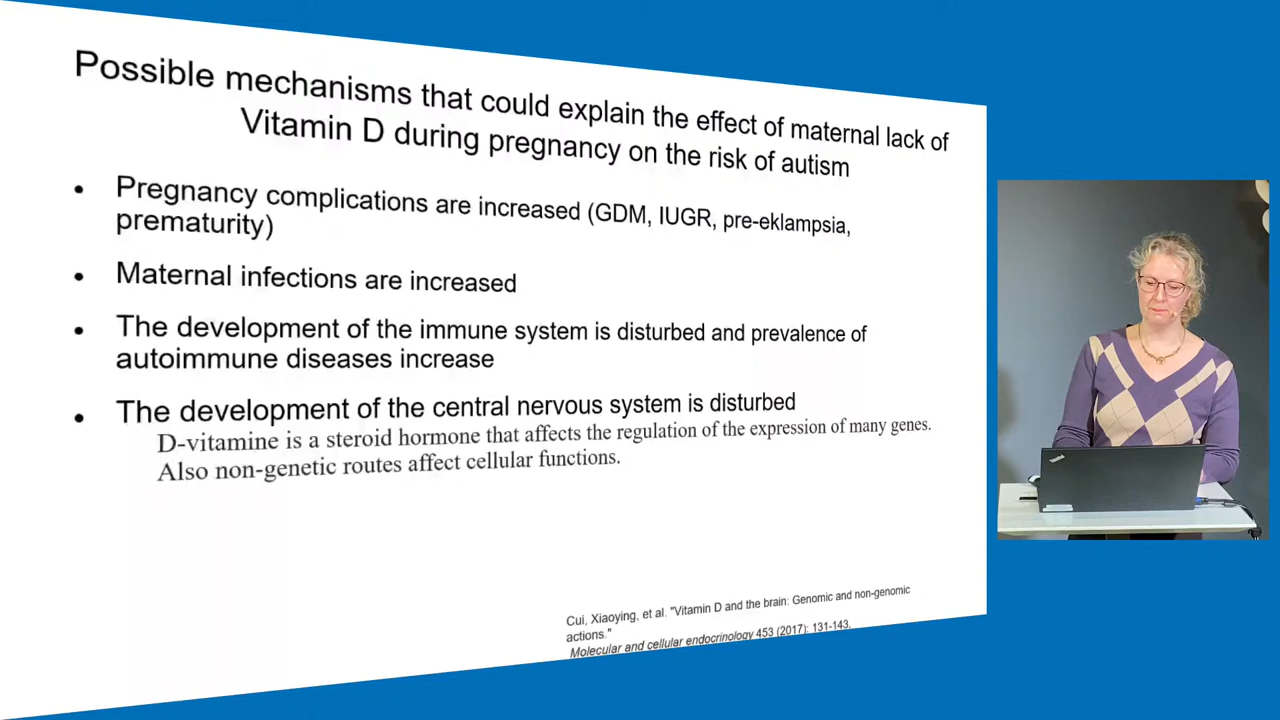 Possible mechanisms that could explain the effect of maternal lack of
Vitamin D during pregnancy on the risk of autism
• Pregnancy complications are increased (GDM, IUGR, pre-eklampsia,
prematurity)
• Maternal infections are increased
• The development of the immune system is disturbed and prevalence of
autoimmune diseases increase
• The development of the central nervous system is disturbed
D-vitamine is a steroid hormone that affects the regulation of the expression of many genes.
Also non-genetic routes affect cellular functions.
Cui, Xiaoying, et al. "Vitamin D and the brain: Genomic and non-genomic
actions."
Molecular and cellular endocrinology 453 (2017): 131-143.